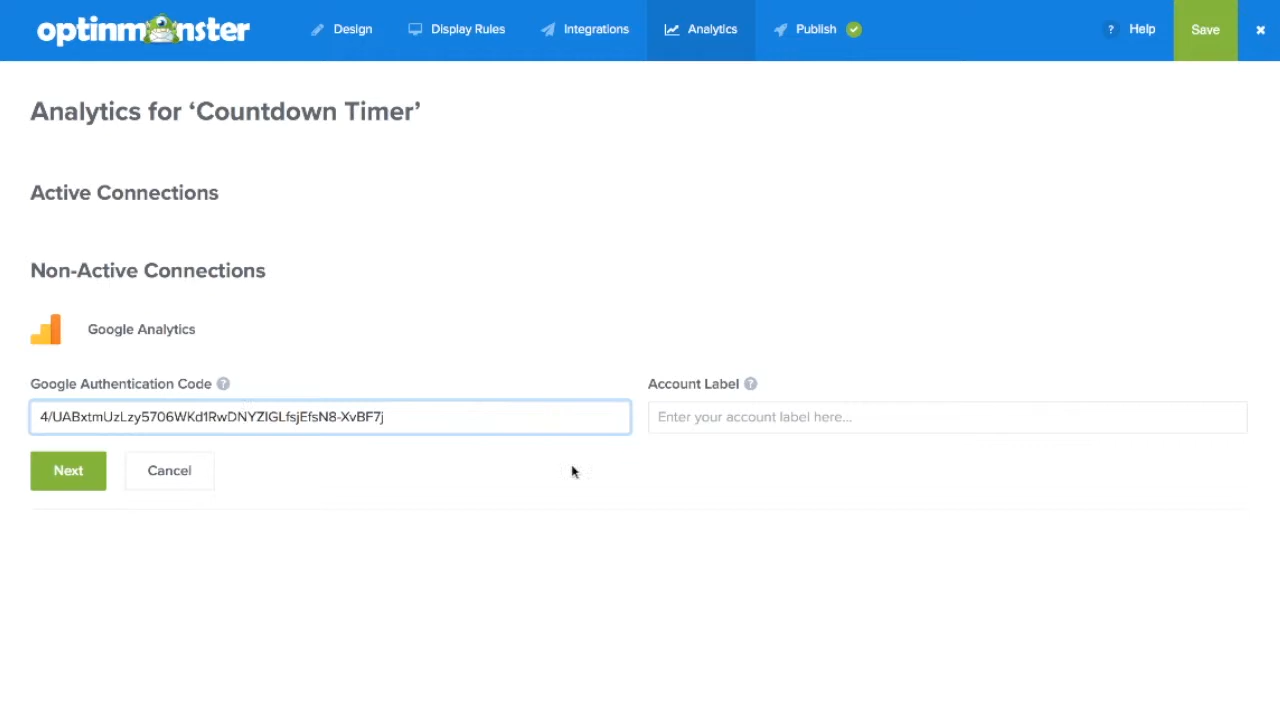 optinmonster
Design
Display Rules
Integrations
Analytics
Publish
? Help
Save
×
Analytics for ‘Countdown Timer’
Active Connections
Non-Active Connections
Google Analytics
Google Authentication Code ?
Account Label ?
4/UABxtmUzLzy5706WKd1RwDNYZIGLfsjEfsN8-XvBF7j
Enter your account label here...
Next
Cancel